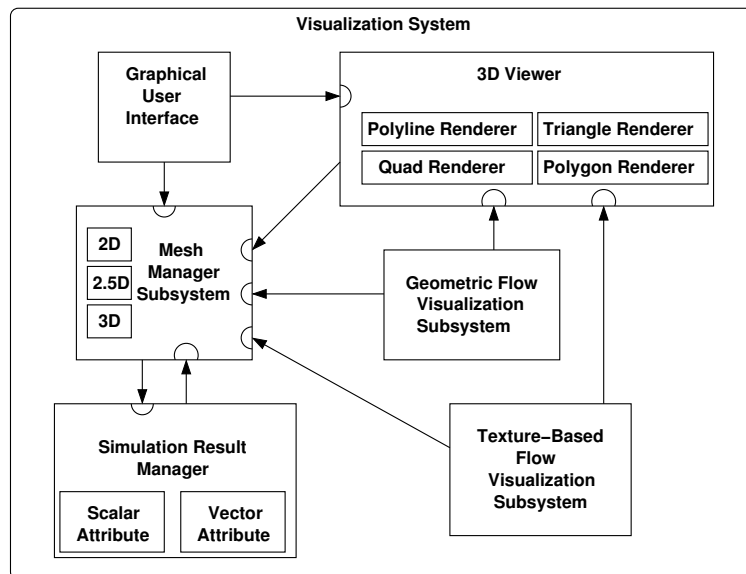 Visualization System
Graphical
User
Interface
3D Viewer
Polyline Renderer
Triangle Renderer
Quad Renderer
Polygon Renderer
2D
2.5D
3D
Mesh
Manager
Subsystem
Geometric Flow
Visualization
Subsystem
Simulation Result
Manager
Scalar
Attribute
Vector
Attribute
Texture−Based
Flow
Visualization
Subsystem